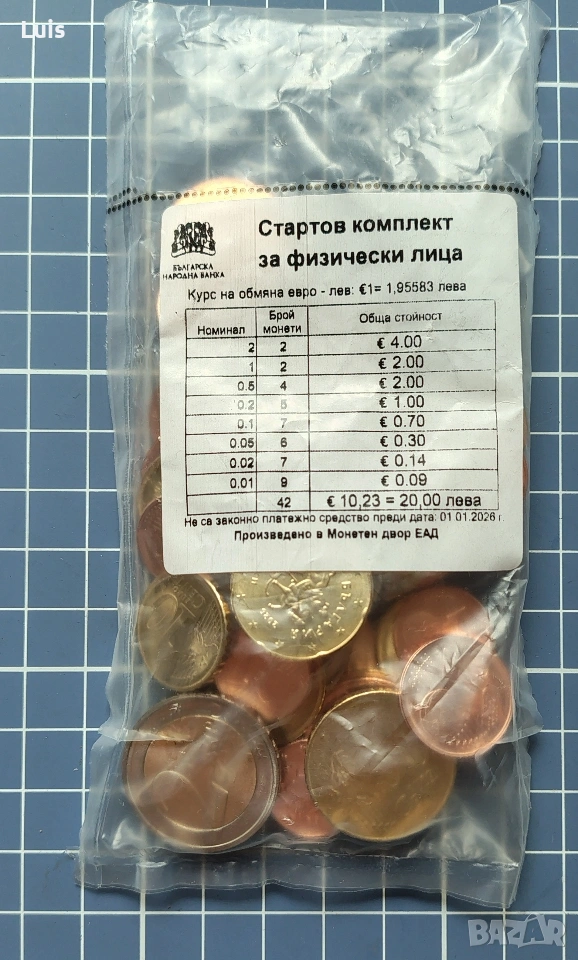 Luis
Стартов комплект
за физически лица
БЪЛГАРСКА
НАРОДНА БАНКА
Курс на обмяна евро - лев: €1= 1,95583 лева
Номинал Брой монети Обща стойност
2 2 € 4.00
1 2 € 2.00
0.5 4 € 2.00
0.2 5 € 1.00
0.1 7 € 0.70
0.05 6 € 0.30
0.02 7 € 0.14
0.01 9 € 0.09
42 € 10,23 = 20,00 лева
Не са законно платежно средство преди дата: 01.01.2026 г.
Произведено в Монетен двор ЕАД
БЪЛГАРИЯ
BAZAR